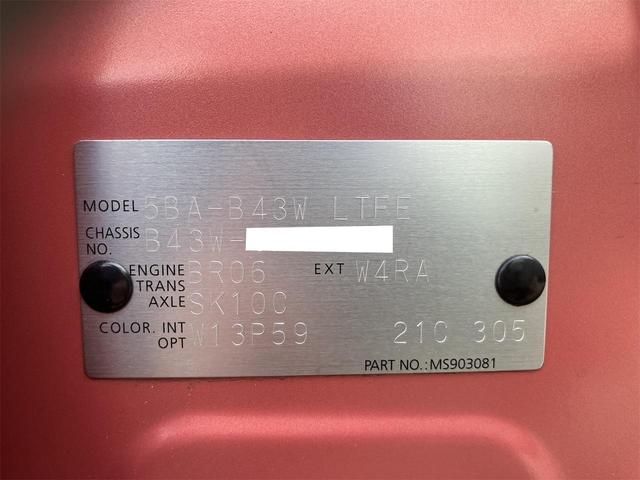 MODEL 5BA-B43W LTFE
CHASSIS NO. B43W-
ENGINE BR06 EXT W4RA
TRANS
AXLE SK10C
COLOR. INT W13P59 21C 305
OPT
PART NO.:MS903081